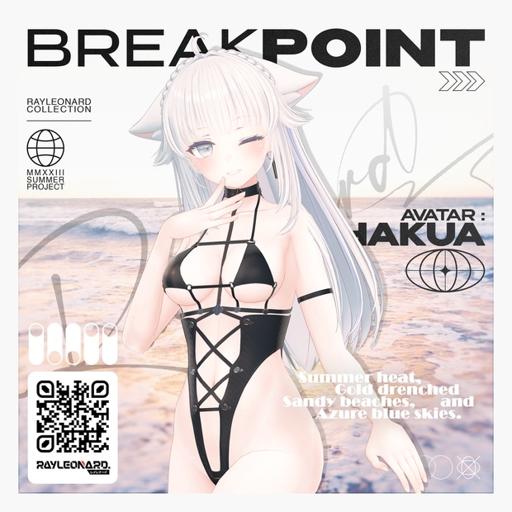 BREAKPOINT
RAYLEONARD
COLLECTION
MMXXIII
SUMMER
PROJECT
AVATAR :
HAKUA
Summer heat,
Gold drenched
Sandy beaches, and
Azure blue skies.
RAYLEONARD.